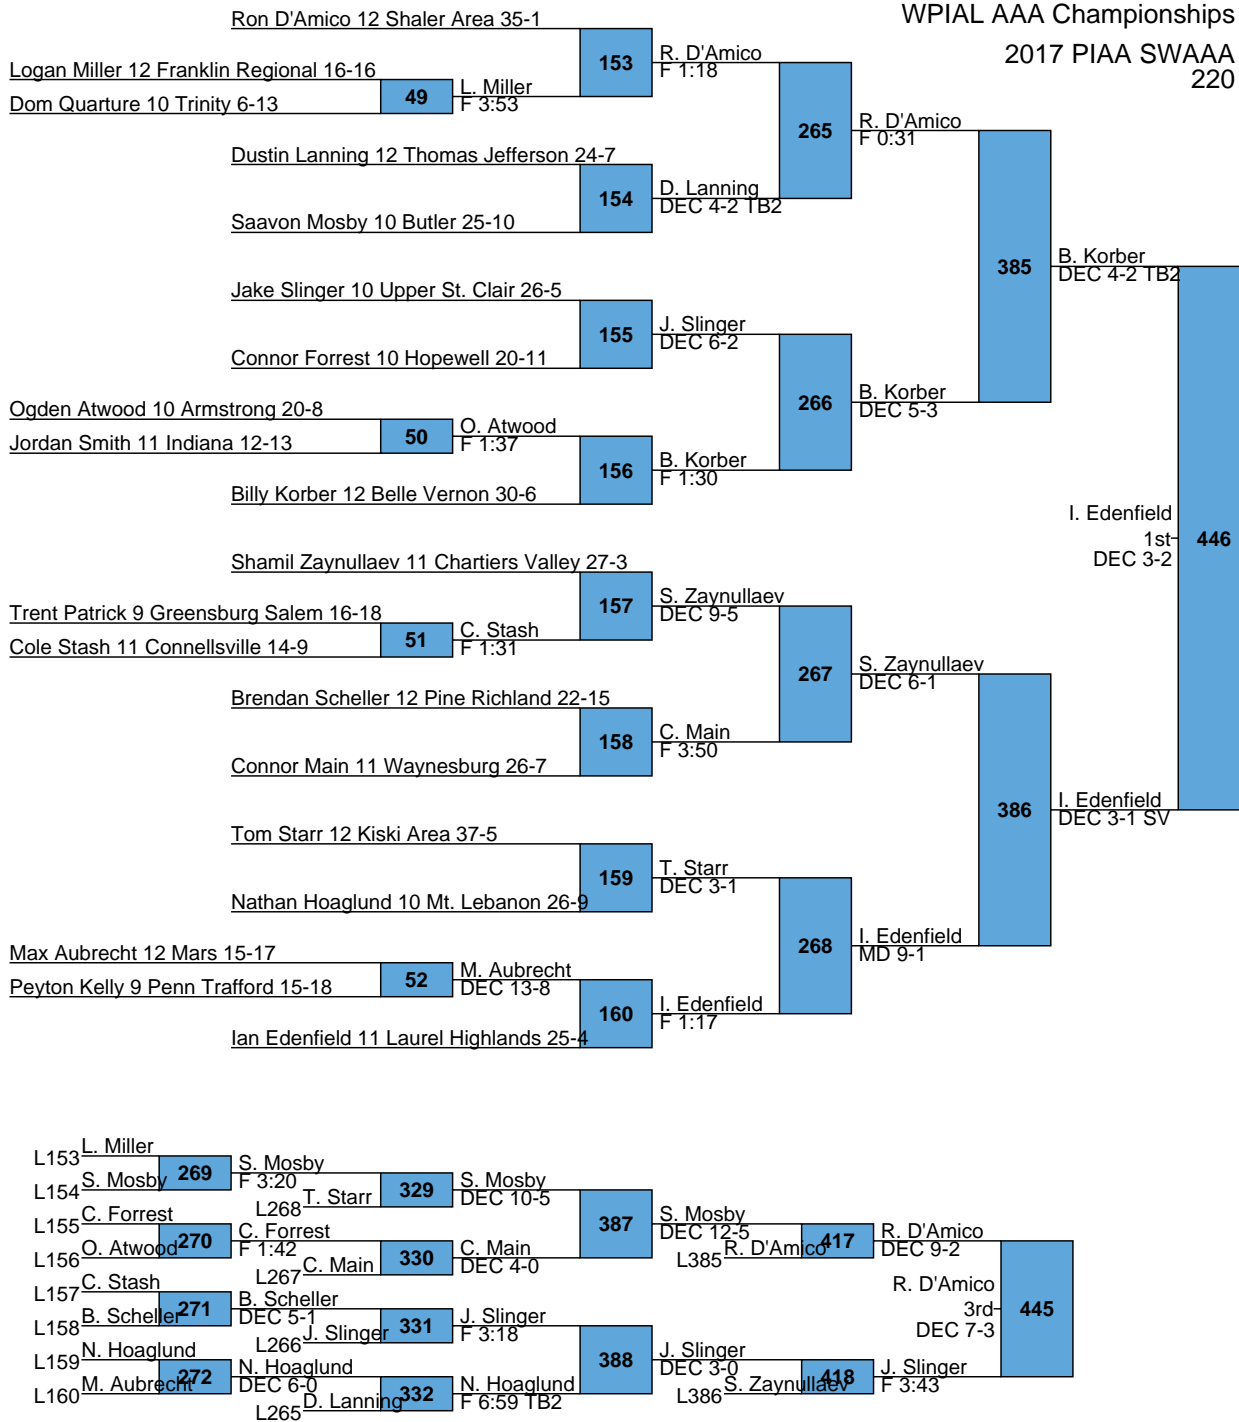 WPIAL AAA Championships
2017 PIAA SWAAA
220
Ron D'Amico 12 Shaler Area 35-1
153
R. D'Amico
F 1:18
Logan Miller 12 Franklin Regional 16-16
49
L. Miller
F 3:53
Dom Quarture 10 Trinity 6-13
265
R. D'Amico
F 0:31
Dustin Lanning 12 Thomas Jefferson 24-7
154
D. Lanning
DEC 4-2 TB2
Saavon Mosby 10 Butler 25-10
385
B. Korber
DEC 4-2 TB2
Jake Slinger 10 Upper St. Clair 26-5
155
J. Slinger
DEC 6-2
Connor Forrest 10 Hopewell 20-11
266
B. Korber
DEC 5-3
Ogden Atwood 10 Armstrong 20-8
50
O. Atwood
F 1:37
Jordan Smith 11 Indiana 12-13
156
B. Korber
F 1:30
Billy Korber 12 Belle Vernon 30-6
I. Edenfield
1st
446
DEC 3-2
Shamil Zaynullaev 11 Chartiers Valley 27-3
157
S. Zaynullaev
DEC 9-5
Trent Patrick 9 Greensburg Salem 16-18
51
C. Stash
F 1:31
Cole Stash 11 Connellsville 14-9
267
S. Zaynullaev
DEC 6-1
Brendan Scheller 12 Pine Richland 22-15
158
C. Main
F 3:50
Connor Main 11 Waynesburg 26-7
386
I. Edenfield
DEC 3-1 SV
Tom Starr 12 Kiski Area 37-5
159
T. Starr
DEC 3-1
Nathan Hoaglund 10 Mt. Lebanon 26-9
268
I. Edenfield
MD 9-1
Max Aubrecht 12 Mars 15-17
52
M. Aubrecht
DEC 13-8
Peyton Kelly 9 Penn Trafford 15-18
160
I. Edenfield
F 1:17
Ian Edenfield 11 Laurel Highlands 25-4
L153
L. Miller
269
S. Mosby
F 3:20
L154
S. Mosby
L268
T. Starr
329
S. Mosby
DEC 10-5
L155
C. Forrest
270
C. Forrest
F 1:42
L156
O. Atwood
L267
C. Main
330
C. Main
DEC 4-0
387
S. Mosby
DEC 12-5
L385
R. D'Amico
417
R. D'Amico
DEC 9-2
L157
C. Stash
271
B. Scheller
DEC 5-1
L158
B. Scheller
L266
J. Slinger
331
J. Slinger
F 3:18
R. D'Amico
3rd
445
DEC 7-3
L159
N. Hoaglund
272
N. Hoaglund
DEC 6-0
L160
M. Aubrecht
L265
D. Lanning
332
N. Hoaglund
F 6:59 TB2
388
J. Slinger
DEC 3-0
L386
S. Zaynullaev
418
J. Slinger
F 3:43